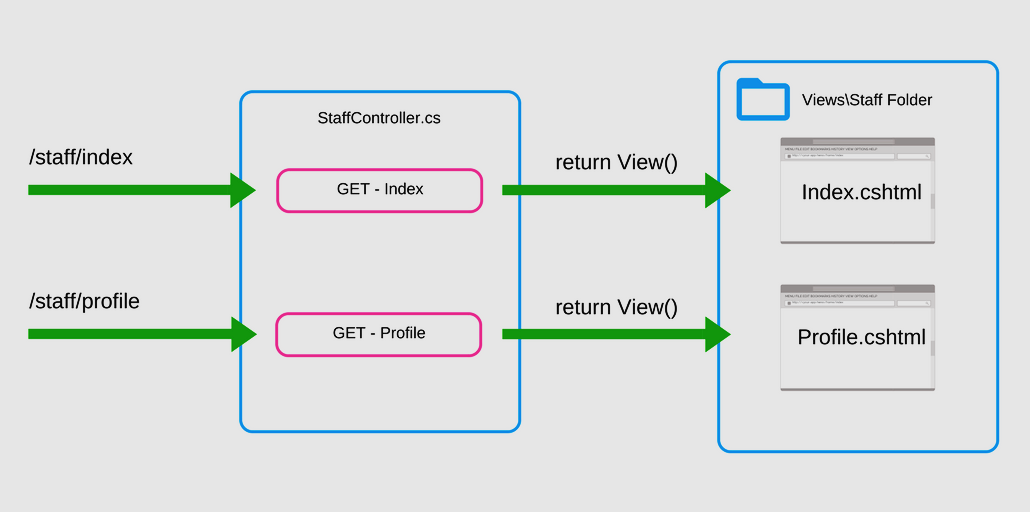 StaffController.cs
Views\Staff Folder
/staff/index
GET - Index
return View()
Index.cshtml
/staff/profile
GET - Profile
return View()
Profile.cshtml